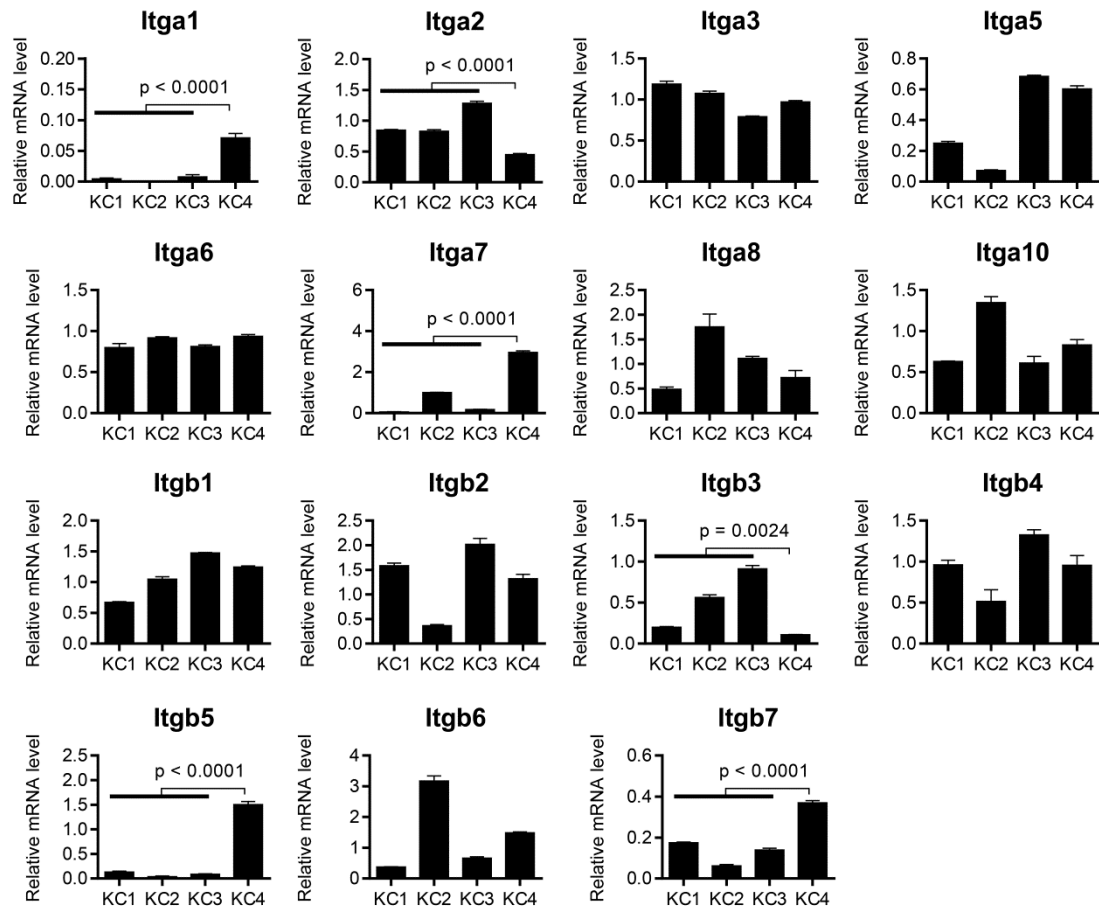 Itga1
Relative mRNA level
0.20
0.15
0.10
0.05
0.00
p < 0.0001
KC1 KC2 KC3 KC4
Itga2
Relative mRNA level
2.0
1.5
1.0
0.5
0.0
p < 0.0001
KC1 KC2 KC3 KC4
Itga3
Relative mRNA level
1.5
1.0
0.5
0.0
KC1 KC2 KC3 KC4
Itga5
Relative mRNA level
0.8
0.6
0.4
0.2
0.0
KC1 KC2 KC3 KC4
Itga6
Relative mRNA level
1.5
1.0
0.5
0.0
KC1 KC2 KC3 KC4
Itga7
Relative mRNA level
6
4
2
0
p < 0.0001
KC1 KC2 KC3 KC4
Itga8
Relative mRNA level
2.5
2.0
1.5
1.0
0.5
0.0
KC1 KC2 KC3 KC4
Itga10
Relative mRNA level
1.5
1.0
0.5
0.0
KC1 KC2 KC3 KC4
Itgb1
Relative mRNA level
2.0
1.5
1.0
0.5
0.0
KC1 KC2 KC3 KC4
Itgb2
Relative mRNA level
2.5
2.0
1.5
1.0
0.5
0.0
KC1 KC2 KC3 KC4
Itgb3
Relative mRNA level
1.5
1.0
0.5
0.0
p = 0.0024
KC1 KC2 KC3 KC4
Itgb4
Relative mRNA level
1.5
1.0
0.5
0.0
KC1 KC2 KC3 KC4
Itgb5
Relative mRNA level
2.5
2.0
1.5
1.0
0.5
0.0
p < 0.0001
KC1 KC2 KC3 KC4
Itgb6
Relative mRNA level
4
3
2
1
0
KC1 KC2 KC3 KC4
Itgb7
Relative mRNA level
0.6
0.4
0.2
0.0
p < 0.0001
KC1 KC2 KC3 KC4